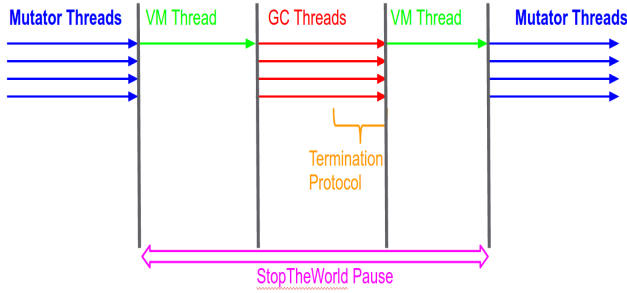 Mutator Threads VM Thread GC Threads VM Thread Mutator Threads
Termination
Protocol
StopTheWorld Pause